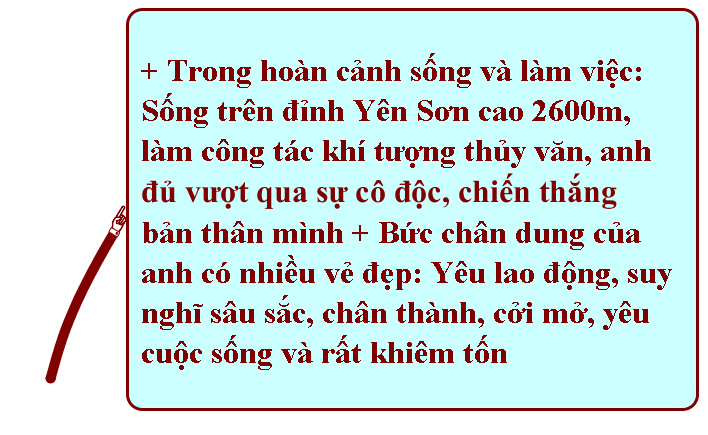 + Trong hoàn cảnh sống và làm việc:
Sống trên đỉnh Yên Sơn cao 2600m,
làm công tác khí tượng thủy văn, anh
đủ vượt qua sự cô độc, chiến thắng
bản thân mình + Bức chân dung của
anh có nhiều vẻ đẹp: Yêu lao động, suy
nghĩ sâu sắc, chân thành, cởi mở, yêu
cuộc sống và rất khiêm tốn